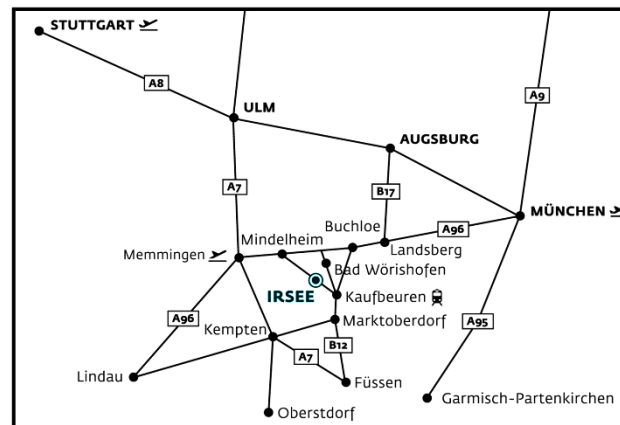 STUTTGART
A8
A9
ULM
AUGSBURG
A7
B17
Buchloe
MÜNCHEN
A96
Mindelheim
Landsberg
Memmingen
Bad Wörishofen
IRSEE
Kaufbeuren
A96
Marktoberdorf
A95
Kempten
B12
A7
Lindau
Füssen
Garmisch-Partenkirchen
Oberstdorf